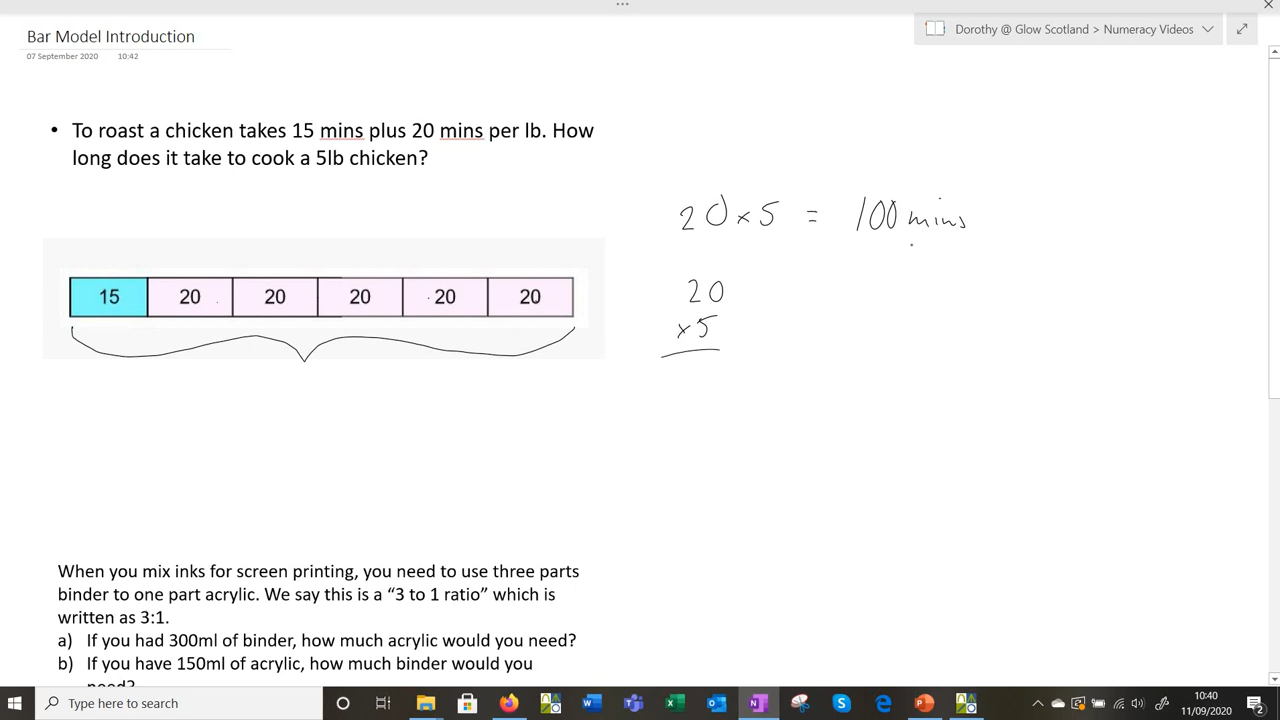 Bar Model Introduction
07 September 2020 10:42
Dorothy @ Glow Scotland > Numeracy Videos
• To roast a chicken takes 15 mins plus 20 mins per lb. How
long does it take to cook a 5lb chicken?
20 x 5 = 100 mins
15 20 20 20 20 20
20
x 5
When you mix inks for screen printing, you need to use three parts
binder to one part acrylic. We say this is a “3 to 1 ratio” which is
written as 3:1.
a) If you had 300ml of binder, how much acrylic would you need?
b) If you have 150ml of acrylic, how much binder would you
need?
Type here to search
10:40
11/09/2020
2